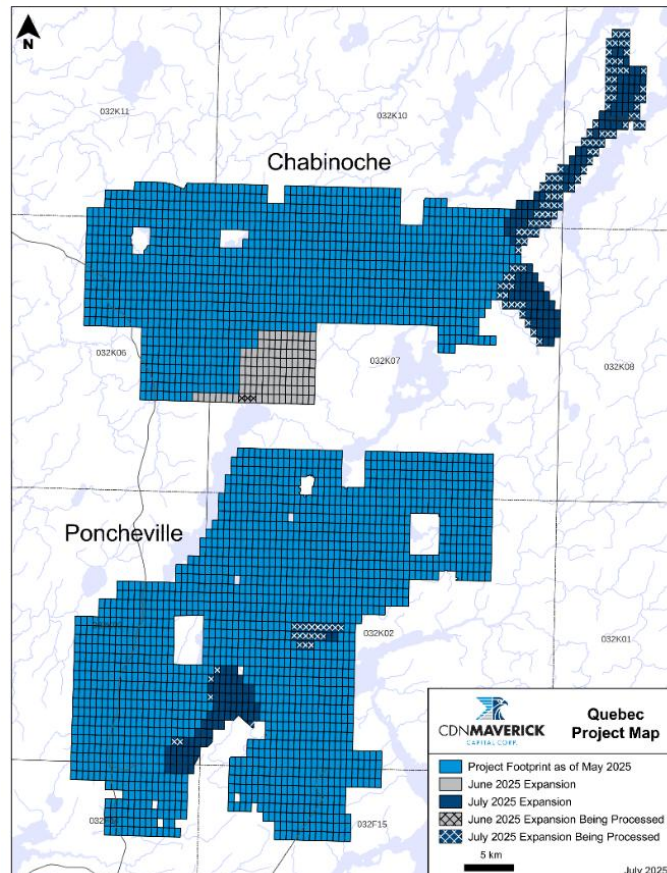 N
032K11
032K10
Chabinoche
032K06
032K07
032K08
Poncheville
032K02
032K01
032F15
CDNMAVERICK
CAPITAL CORP.
Quebec
Project Map
Project Footprint as of May 2025
June 2025 Expansion
July 2025 Expansion
June 2025 Expansion Being Processed
July 2025 Expansion Being Processed
5 km
July 2025